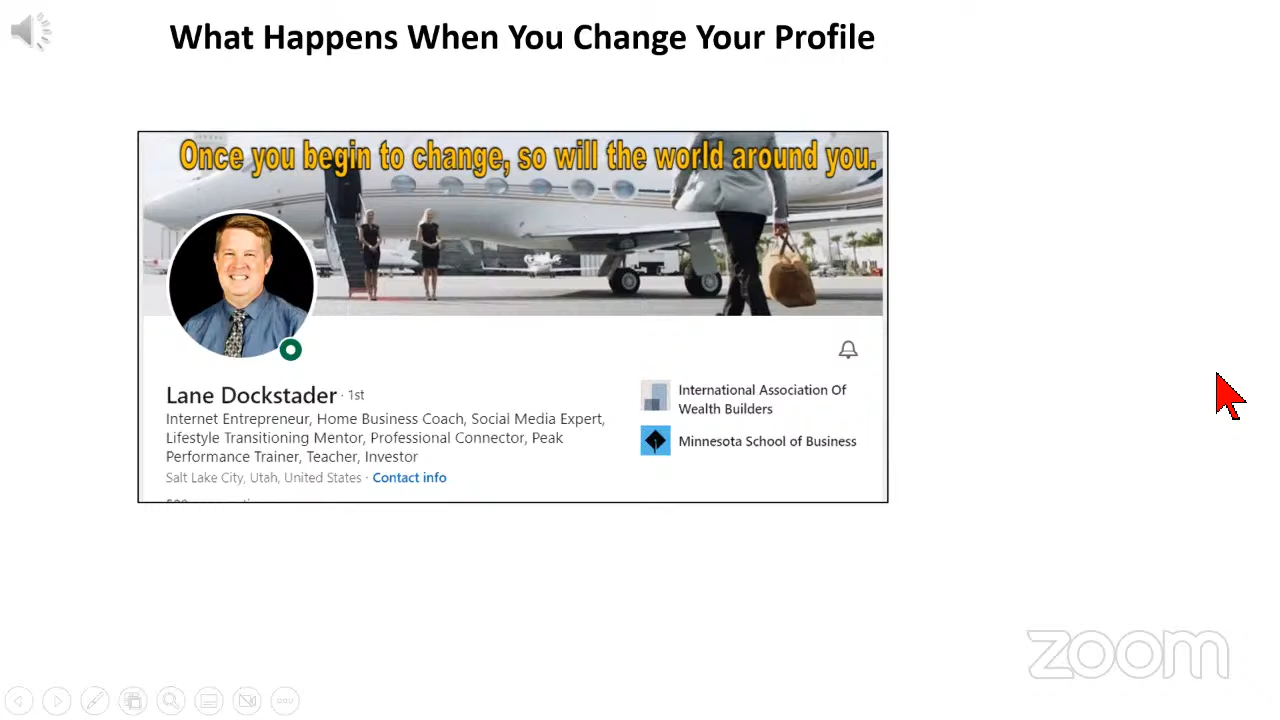 What Happens When You Change Your Profile
Once you begin to change, so will the world around you.
Lane Dockstader · 1st
Internet Entrepreneur, Home Business Coach, Social Media Expert,
Lifestyle Transitioning Mentor, Professional Connector, Peak
Performance Trainer, Teacher, Investor
Salt Lake City, Utah, United States · Contact info
International Association Of
Wealth Builders
Minnesota School of Business
zoom